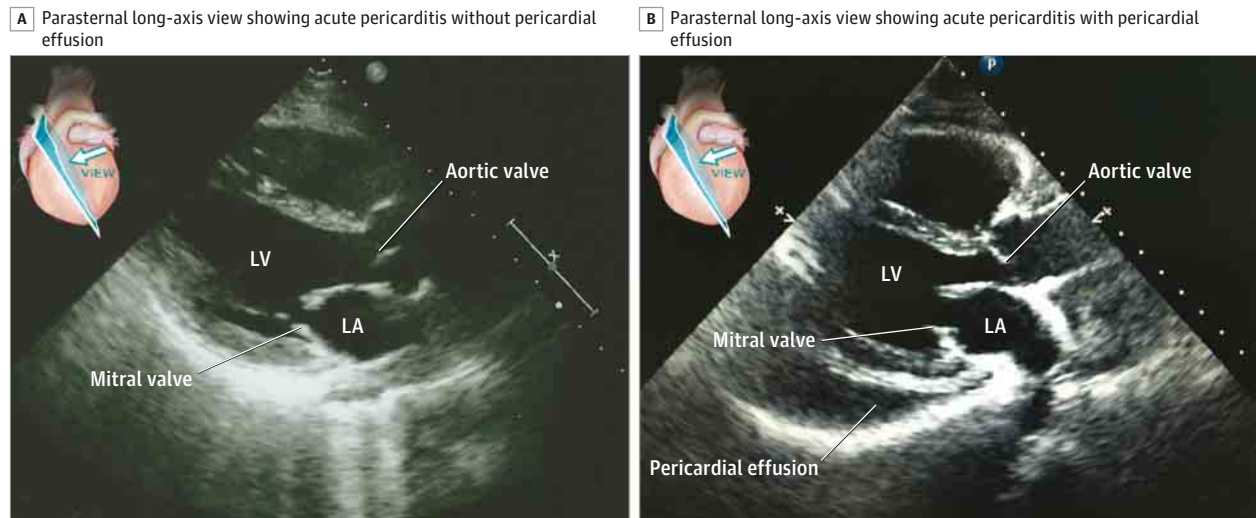 A Parasternal long-axis view showing acute pericarditis without pericardial
effusion
VIEW
Aortic valve
LV
LA
Mitral valve
B Parasternal long-axis view showing acute pericarditis with pericardial
effusion
P
VIEW
Aortic valve
LV
LA
Mitral valve
Pericardial effusion